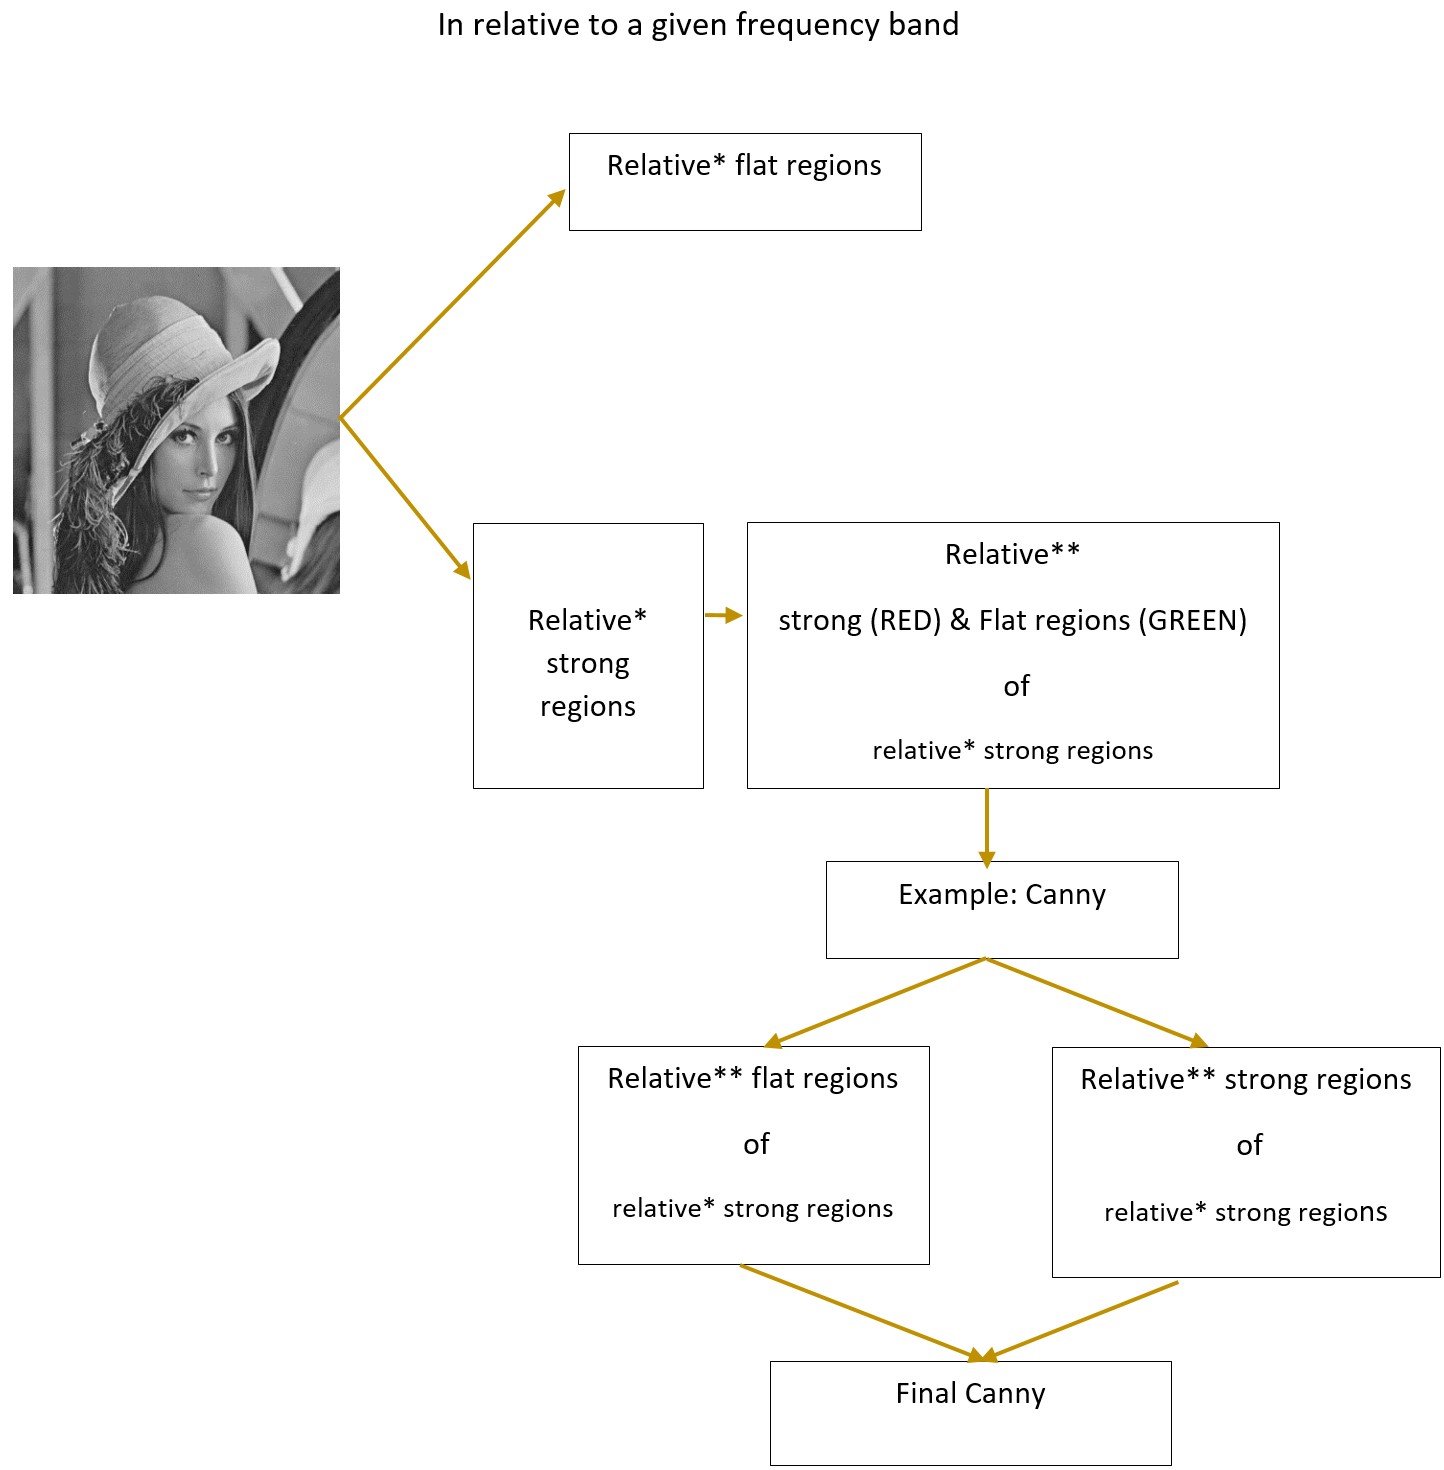 In relative to a given frequency band
Relative* flat regions
Relative*
strong
regions
Relative**
strong (RED) & Flat regions (GREEN)
of
relative* strong regions
Example: Canny
Relative** flat regions
of
relative* strong regions
Relative** strong regions
of
relative* strong regions
Final Canny